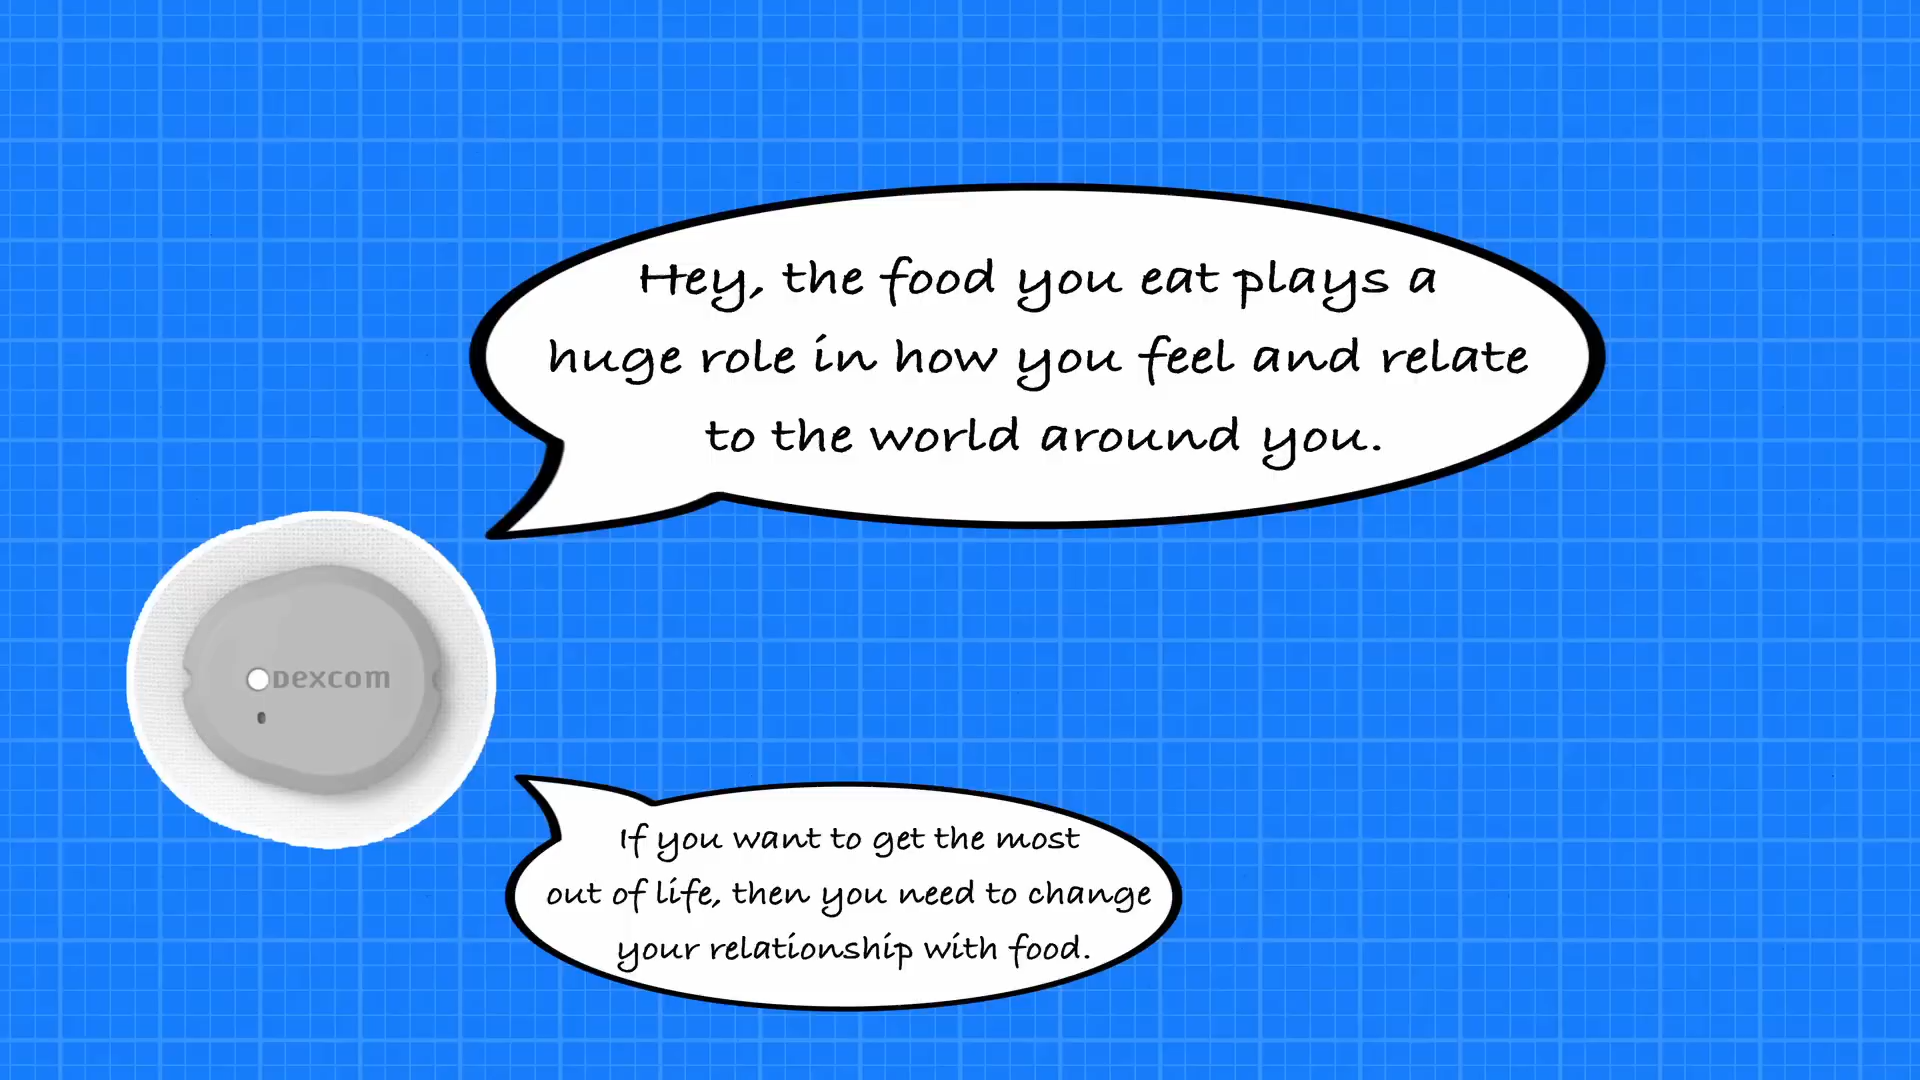 Hey, the food you eat plays a
huge role in how you feel and relate
to the world around you.
Dexcom
If you want to get the most
out of life, then you need to change
your relationship with food.